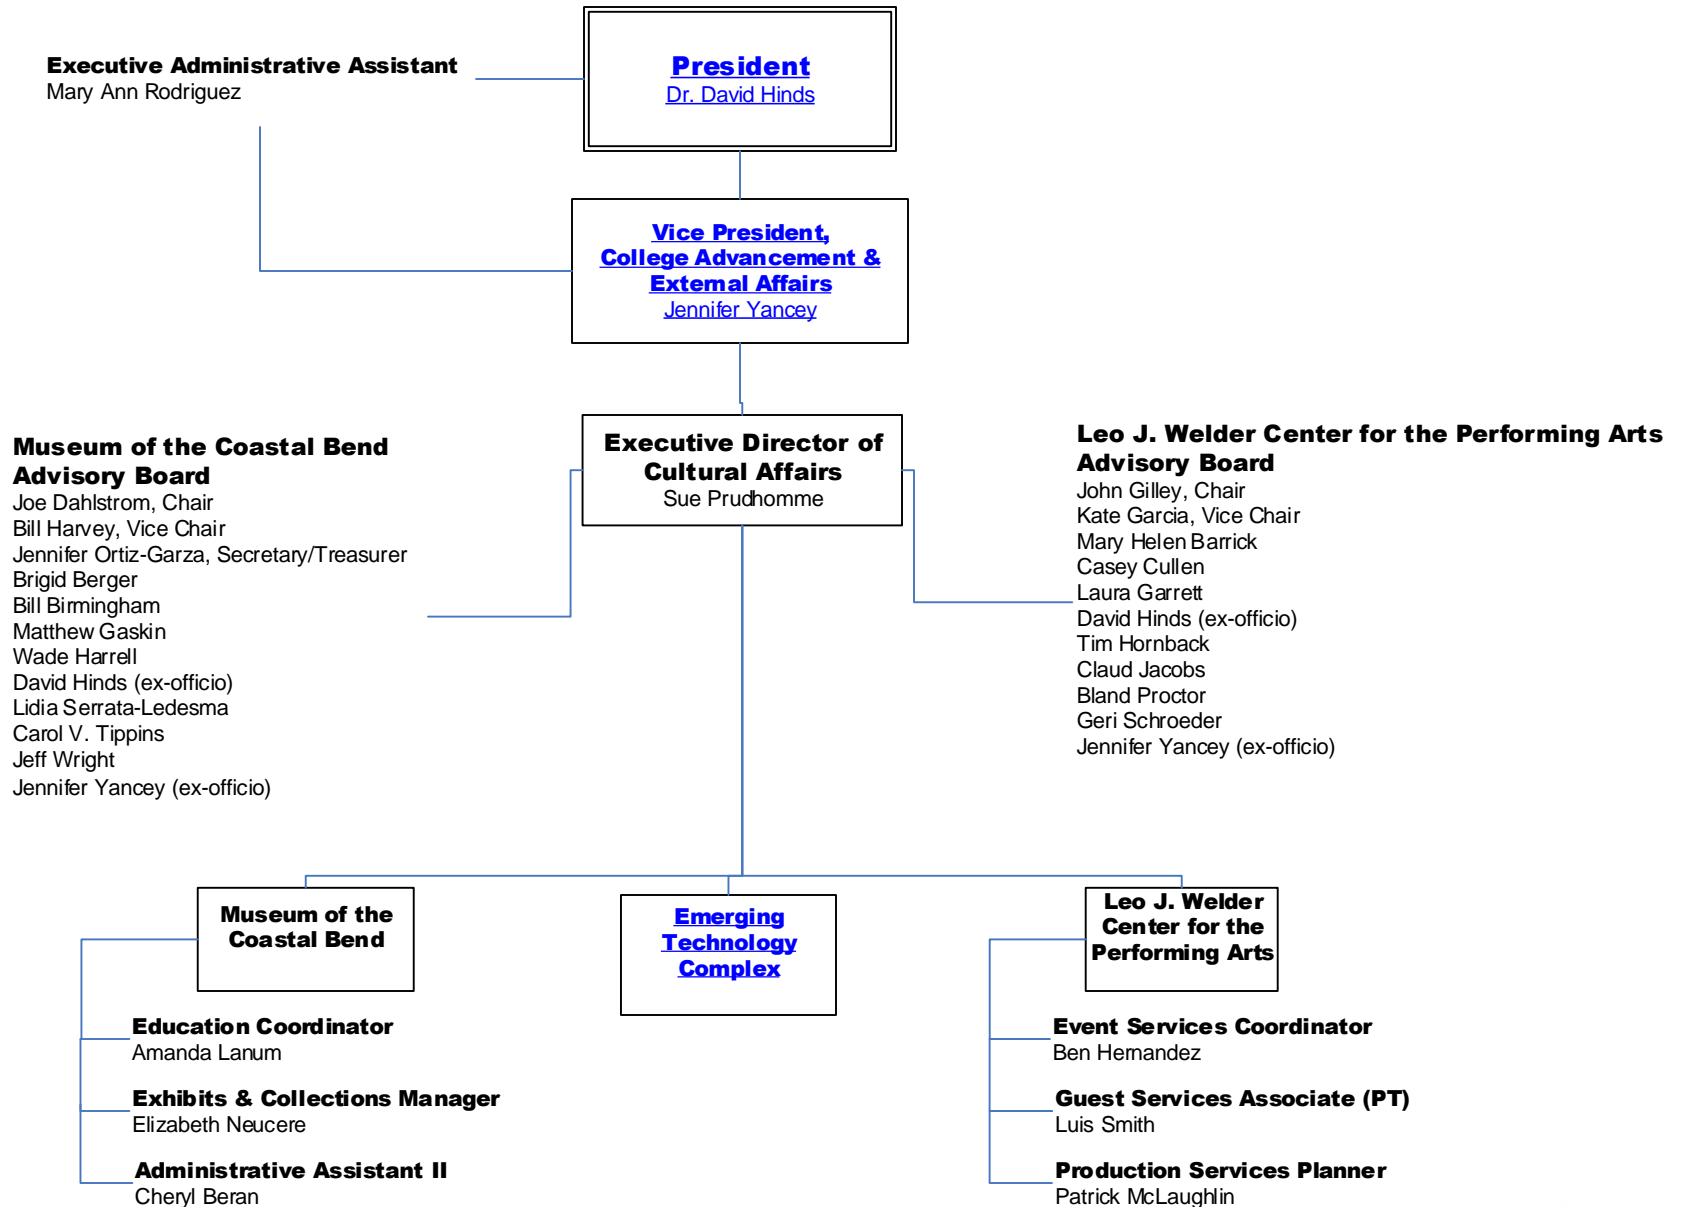 Executive Administrative Assistant
Mary Ann Rodriguez
President
Dr. David Hinds
Vice President,
College Advancement &
External Affairs
Jennifer Yancey
Executive Director of
Cultural Affairs
Sue Prudhomme
Museum of the Coastal Bend
Advisory Board
Joe Dahlstrom, Chair
Bill Harvey, Vice Chair
Jennifer Ortiz-Garza, Secretary/Treasurer
Brigid Berger
Bill Birmingham
Matthew Gaskin
Wade Harrell
David Hinds (ex-officio)
Lidia Serrata-Ledesma
Carol V. Tippins
Jeff Wright
Jennifer Yancey (ex-officio)
Leo J. Welder Center for the Performing Arts
Advisory Board
John Gilley, Chair
Kate Garcia, Vice Chair
Mary Helen Barrick
Casey Cullen
Laura Garrett
David Hinds (ex-officio)
Tim Hornback
Claud Jacobs
Bland Proctor
Geri Schroeder
Jennifer Yancey (ex-officio)
Museum of the
Coastal Bend
Education Coordinator
Amanda Lanum
Exhibits & Collections Manager
Elizabeth Neucere
Administrative Assistant II
Cheryl Beran
Emerging
Technology
Complex
Leo J. Welder
Center for the
Performing Arts
Event Services Coordinator
Ben Hernandez
Guest Services Associate (PT)
Luis Smith
Production Services Planner
Patrick McLaughlin